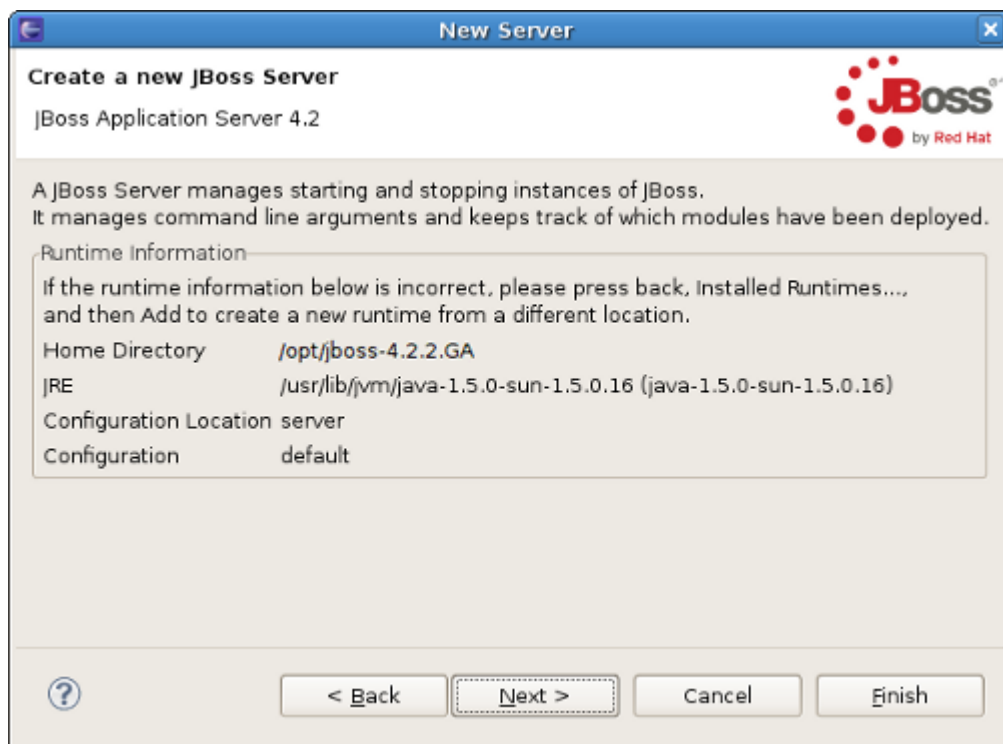 New Server
Create a new JBoss Server
JBoss Application Server 4.2
JBoss
by Red Hat
A JBoss Server manages starting and stopping instances of JBoss.
It manages command line arguments and keeps track of which modules have been deployed.
Runtime Information
If the runtime information below is incorrect, please press back, Installed Runtimes...,
and then Add to create a new runtime from a different location.
Home Directory /opt/jboss-4.2.2.GA
JRE /usr/lib/jvm/java-1.5.0-sun-1.5.0.16 (java-1.5.0-sun-1.5.0.16)
Configuration Location server
Configuration default
? < Back Next > Cancel Finish